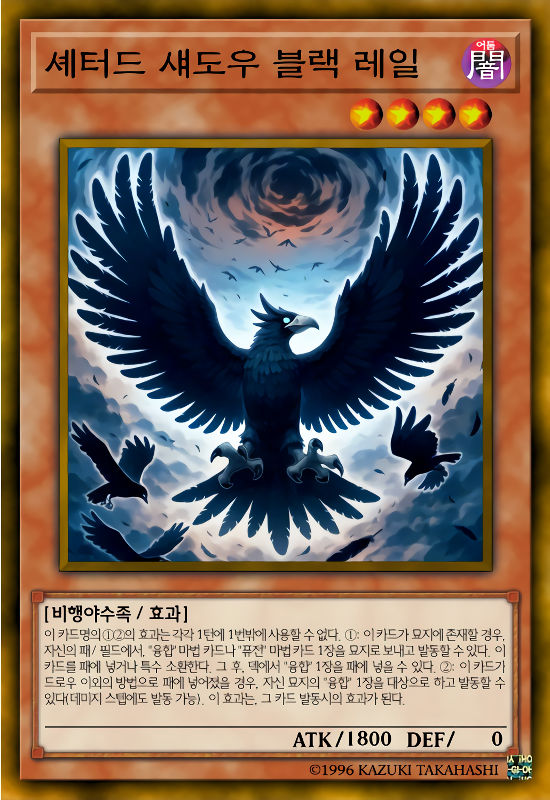 셰터드 섀도우 블랙 레일
어둠
闇
[비행야수족 / 효과]
이 카드명의 ①②의 효과는 각각 1턴에 1번밖에 사용할 수 없다. ①: 이 카드가 묘지에 존재할 경우,
자신의 패/ 필드에서, "융합" 마법 카드나 "퓨전" 마법 카드 1장을 묘지로 보내고 발동할 수 있다. 이
카드를 패에 넣거나 특수 소환한다. 그 후, 덱에서 "융합" 1장을 패에 넣을 수 있다. ②: 이 카드가
드로우 이외의 방법으로 패에 넣어졌을 경우, 자신 묘지의 "융합" 1장을 대상으로 하고 발동할 수
있다(데미지 스텝에도 발동 가능). 이 효과는, 그 카드 발동시의 효과가 된다.
ATK/1800 DEF/ 0
©1996 KAZUKI TAKAHASHI